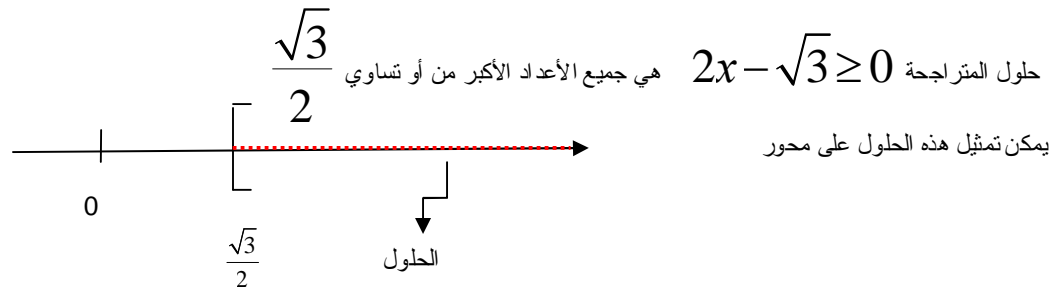 حلول المتراجحة 2x − √3 ≥ 0 هي جميع الأعداد الأكبر من أو تساوي √3/2
يمكن تمثيل هذه الحلول على محور
0
√3/2
الحلول